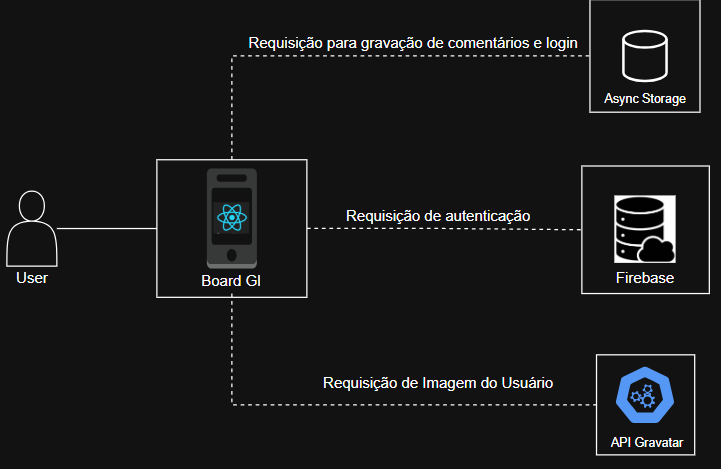 Requisição para gravação de comentários e login
Async Storage
Requisição de autenticação
User
Board GI
Firebase
Requisição de Imagem do Usuário
API Gravatar